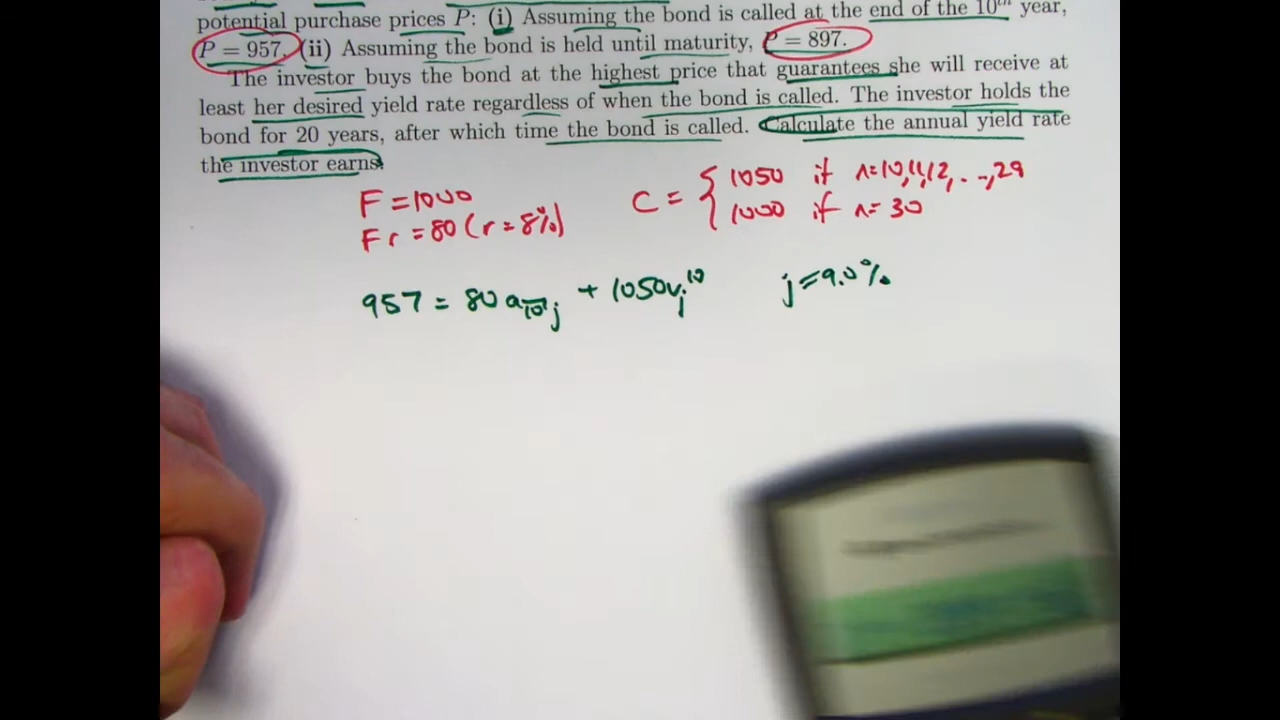 potential purchase prices P: (i) Assuming the bond is called at the end of the 10th year,
P = 957. (ii) Assuming the bond is held until maturity, P = 897.
The investor buys the bond at the highest price that guarantees she will receive at
least her desired yield rate regardless of when the bond is called. The investor holds the
bond for 20 years, after which time the bond is called. Calculate the annual yield rate
the investor earns.
F = 1000
Fr = 80 (r = 8%)
C = { 1050 if n = 10, 11, 12, ..., 29
1000 if n = 30
957 = 80 a10⌉j + 1050 vj^10 j = 9.0%